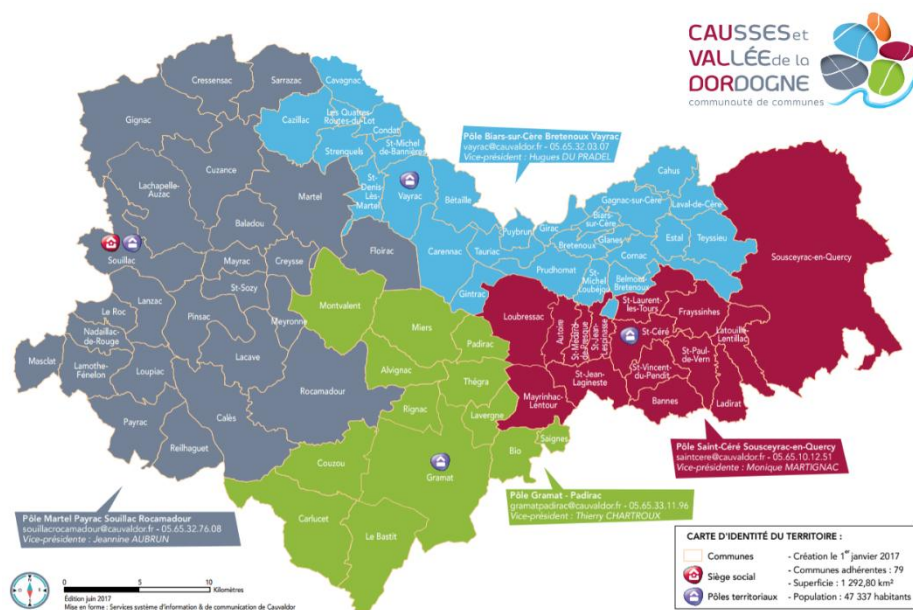 CAUSSES et
VALLÉE de la
DORDOGNE
communauté de communes
Pôle Biars-sur-Cère Bretenoux Vayrac
vayrac@cauvaldor.fr - 05.65.32.03.07
Vice-président : Hugues DU PRADEL
Sarrazac
Cavagnac
Cressensac
Gignac
Cazillac
Les Quatre
Routes-du-Lot
Condat
Strenquels
St-Michel
de-Bannières
Cuzance
Lachapelle-
Auzac
Martel
St-Denis
Lès-
Martel
Vayrac
Bétaille
Cahus
Gagnac-sur-Cère
Laval-de-Cère
Biars-
sur-Cère
Puybrun
Girac
Baladou
Floirac
Carennac
Tauriac
Bretenoux
Glanes
Estal
Teyssieu
Cornac
Sousceyrac-en-Quercy
Souillac
Mayrac
Creysse
St-Sozy
Prudhomat
St-
Michel
Loubéjou
Belmont-
Bretenoux
Gintrac
Lanzac
Le Roc
Pinsac
Meyronne
Montvalent
Loubressac
Autoire
St-Médard-
de-Presque
St-Jean-
Lespinasse
St-Laurent-
les-Tours
Frayssinhes
Nadaillac-
de-Rouge
Miers
Padirac
St-Céré
Latouille-
Lentillac
Masclat
Lamothe-
Fénelon
Loupiac
Lacave
Alvignac
Thégra
St-Jean-
Lagineste
St-Vincent
du-Pendit
St-Paul-
de-Vern
Rocamadour
Mayrinhac-
Lentour
Bannes
Ladirat
Payrac
Calès
Rignac
Lavergne
Reilhaguet
Couzou
Gramat
Bio
Saignes
Carlucet
Le Bastit
Pôle Saint-Céré Sousceyrac-en-Quercy
saintcere@cauvaldor.fr - 05.65.10.12.51
Vice-présidente : Monique MARTIGNAC
Pôle Gramat - Padirac
gramatpadirac@cauvaldor.fr - 05.65.33.11.96
Vice-président : Thierry CHARTROUX
Pôle Martel Payrac Souillac Rocamadour
souillacrocamadour@cauvaldor.fr - 05.65.32.76.08
Vice-présidente : Jeannine AUBRUN
CARTE D'IDENTITÉ DU TERRITOIRE :
Communes
Siège social
Pôles territoriaux
- Création le 1er janvier 2017
- Communes adhérentes : 79
- Superficie : 1 292,80 km²
- Population : 47 337 habitants
0 5 10
Kilomètres
Édition juin 2017
Mise en forme : Services système d'information & de communication de Cauvaldor